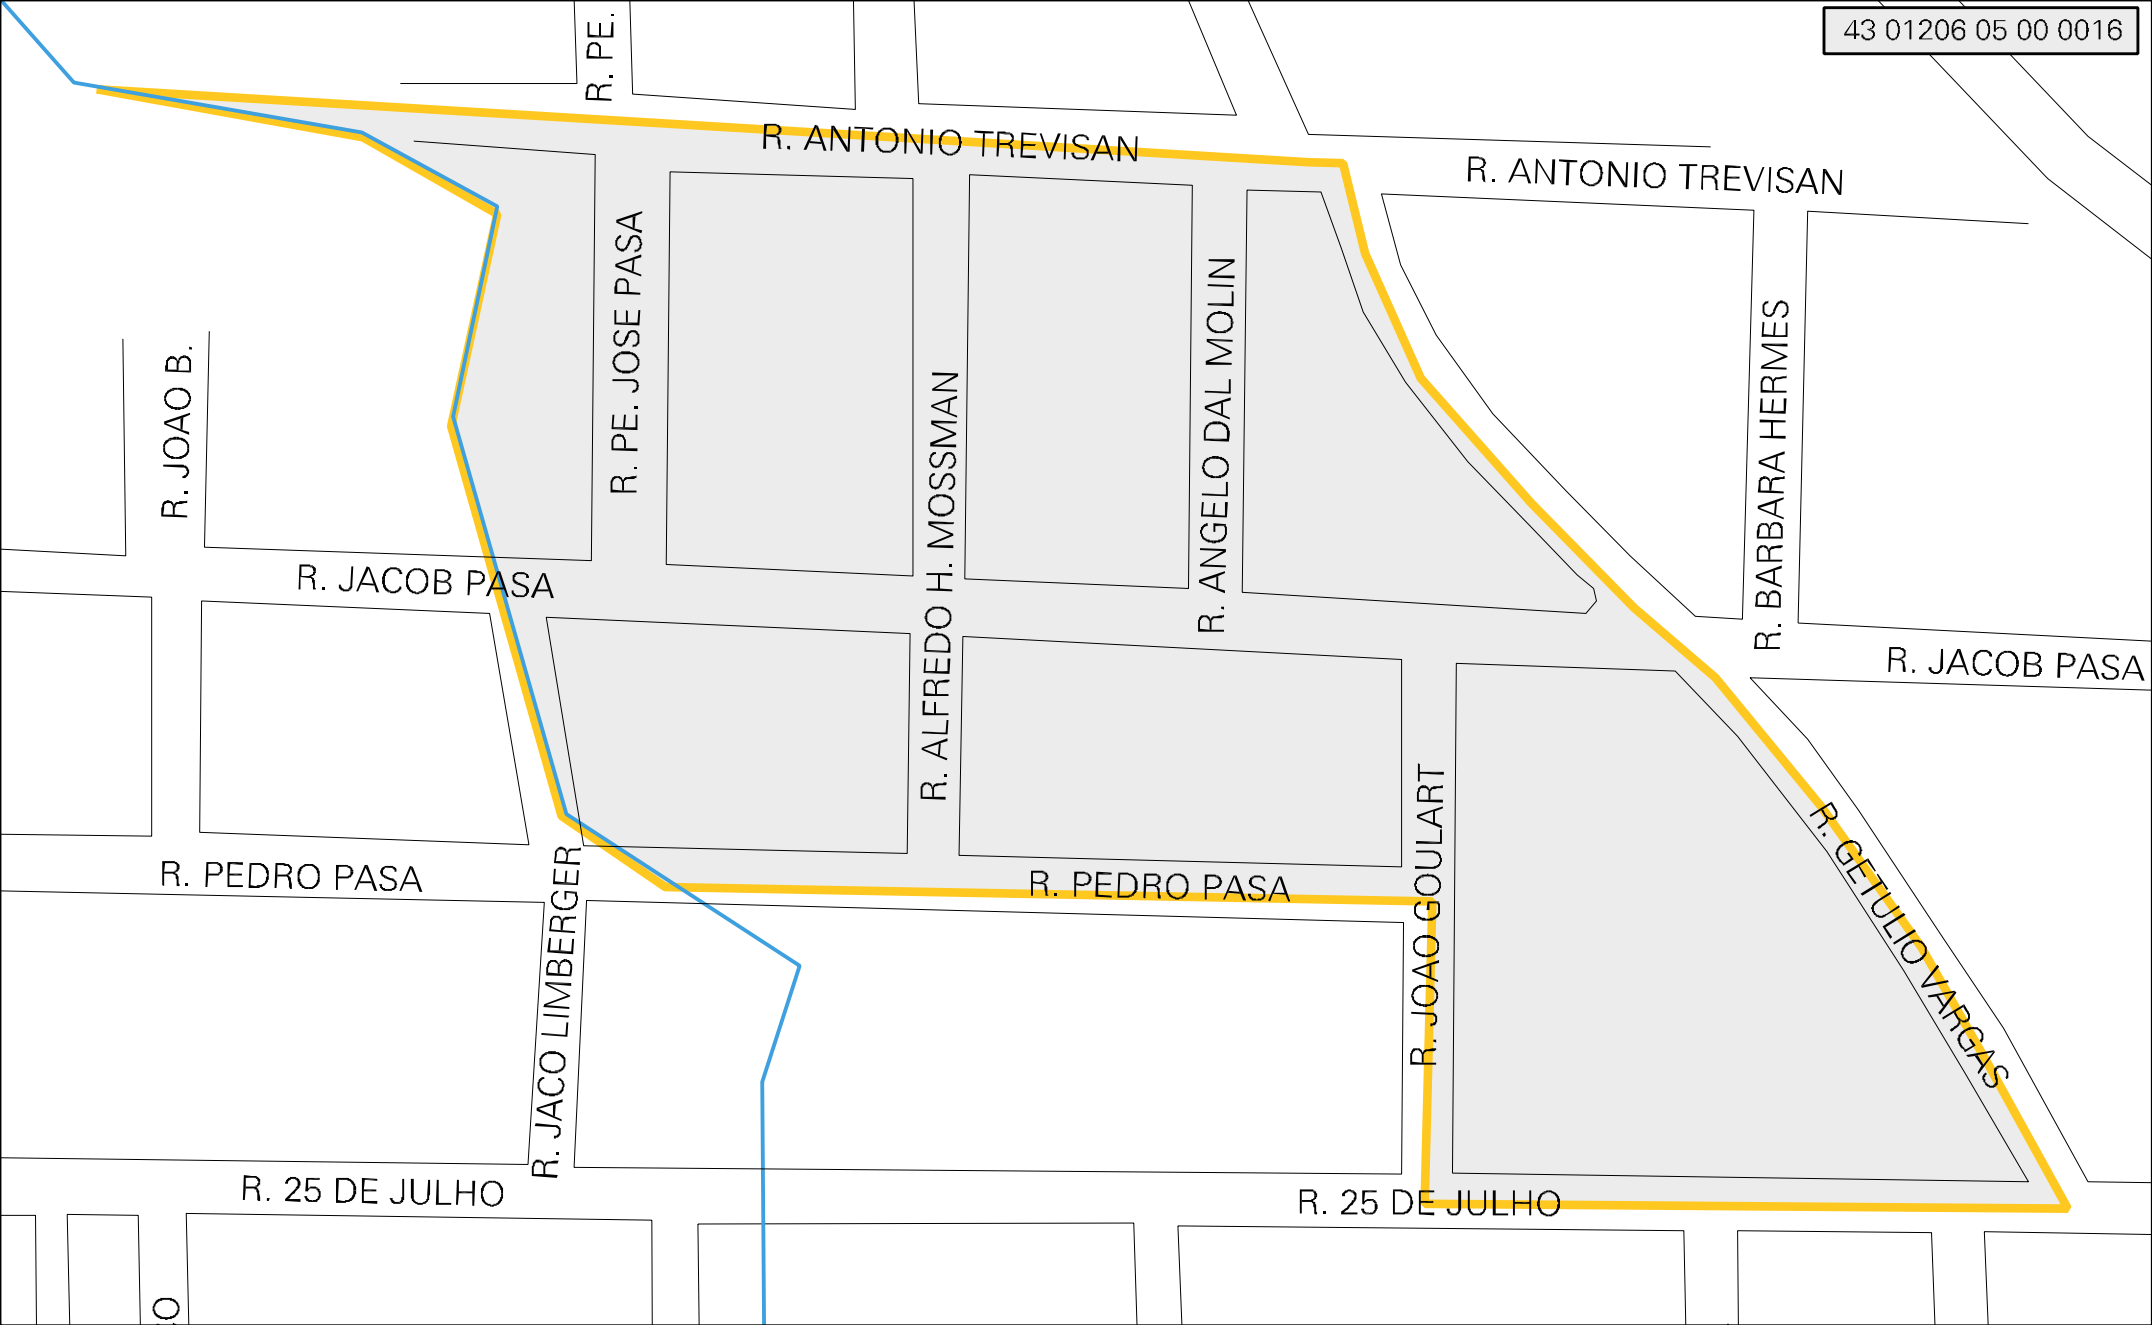 43 01206 05 00 0016
R. PE.
R. ANTONIO TREVISAN
R. ANTONIO TREVISAN
R. PE. JOSE PASA
R. ANGELO DAL MOLIN
R. BARBARA HERMES
R. JOAO B.
R. ALFREDO H. MOSSMAN
R. JACOB PASA
R. JACOB PASA
R. JOAO GOULART
R. GETULIO VARGAS
R. PEDRO PASA
R. PEDRO PASA
R. JACO LIMBERGER
R. 25 DE JULHO
R. 25 DE JULHO